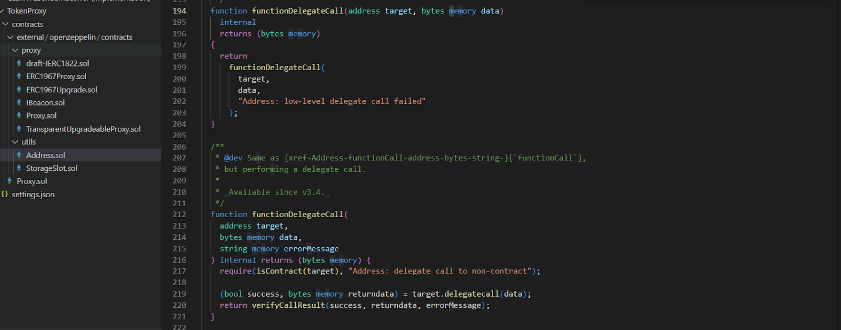 TokenProxy
contracts
external/openzeppelin/contracts
proxy
draft-IERC1822.sol
ERC1967Proxy.sol
ERC1967Upgrade.sol
IBeacon.sol
Proxy.sol
TransparentUpgradeableProxy.sol
utils
Address.sol
StorageSlot.sol
Proxy.sol
{} settings.json
194 function functionDelegateCall(address target, bytes memory data)
195 internal
196 returns (bytes memory)
197 {
198 return
199 functionDelegateCall(
200 target,
201 data,
202 "Address: low-level delegate call failed"
203 );
204 }
205
206 /**
207 * @dev Same as {xref-Address-functionCall-address-bytes-string-}[`functionCall`],
208 * but performing a delegate call.
209 *
210 * _Available since v3.4._
211 */
212 function functionDelegateCall(
213 address target,
214 bytes memory data,
215 string memory errorMessage
216 ) internal returns (bytes memory) {
217 require(isContract(target), "Address: delegate call to non-contract");
218
219 (bool success, bytes memory returndata) = target.delegatecall(data);
220 return verifyCallResult(success, returndata, errorMessage);
221 }
222